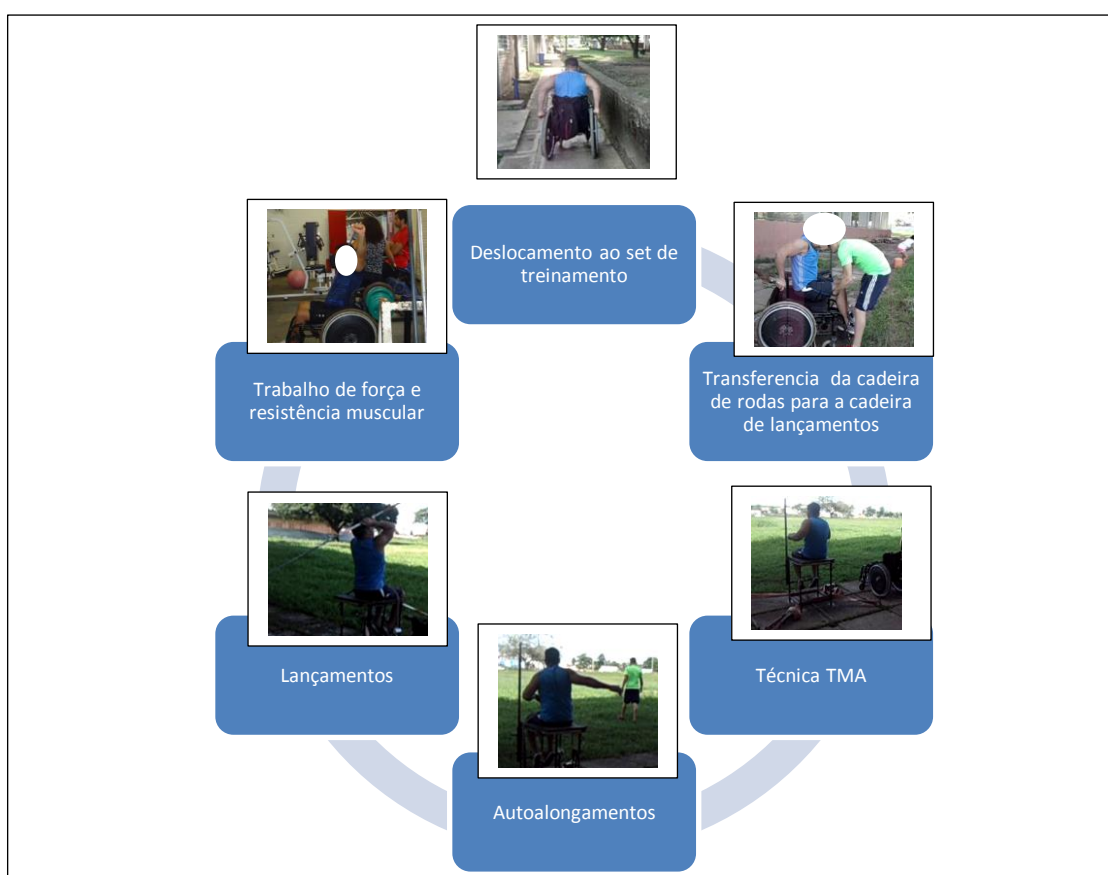 Deslocamento ao set de
treinamento
Transferencia da cadeira
de rodas para a cadeira
de lançamentos
Técnica TMA
Autoalongamentos
Lançamentos
Trabalho de força e
resistência muscular